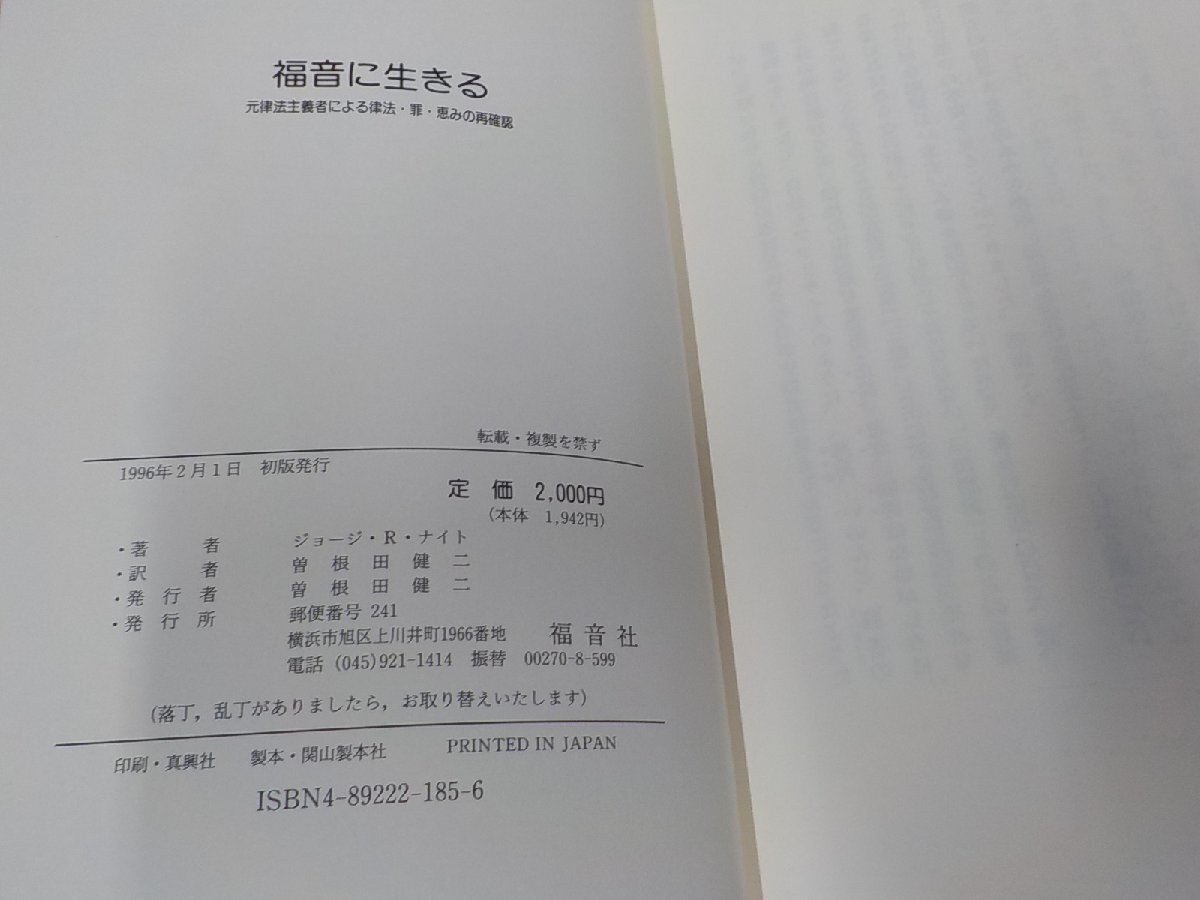 福音に生きる
元律法主義者による律法・罪・恵みの再確認
転載・複製を禁ず
1996年2月1日 初版発行
定 価 2,000円
(本体 1,942円)
・著 者 ジョージ・R・ナイト
・訳 者 曽 根 田 健 二
・発 行 者 曽 根 田 健 二
・発 行 所 郵便番号 241
横浜市旭区上川井町1966番地 福 音 社
電話 (045)921-1414 振替 00270-8-599
(落丁,乱丁がありましたら,お取り替えいたします)
印刷・真興社 製本・関山製本社 PRINTED IN JAPAN
ISBN4-89222-185-6